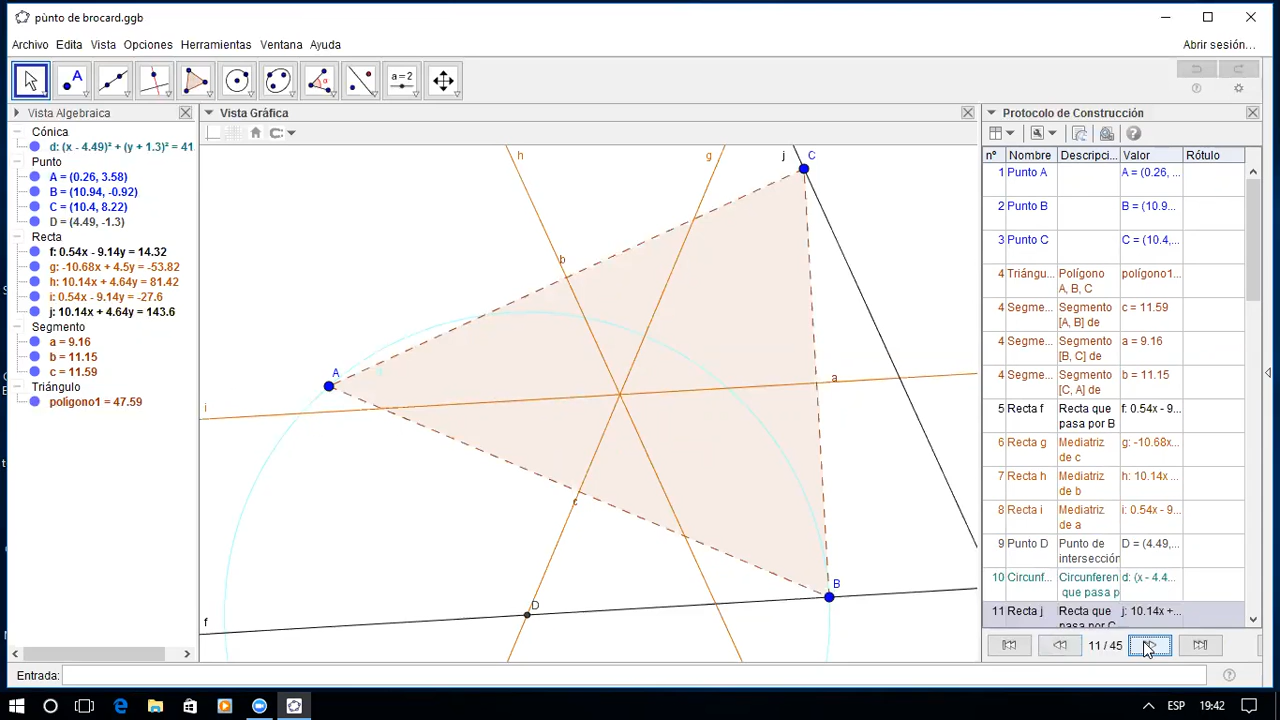 pùnto de brocard.ggb
Archivo Edita Vista Opciones Herramientas Ventana Ayuda
Abrir sesión...
A
α
a=2
Vista Algebraica
Vista Gráfica
Protocolo de Construcción
Cónica
d: (x - 4.49)² + (y + 1.3)² = 41
Punto
A = (0.26, 3.58)
B = (10.94, -0.92)
C = (10.4, 8.22)
D = (4.49, -1.3)
Recta
f: 0.54x - 9.14y = 14.32
g: -10.68x + 4.5y = -53.82
h: 10.14x + 4.64y = 81.42
i: 0.54x - 9.14y = -27.6
j: 10.14x + 4.64y = 143.6
Segmento
a = 9.16
b = 11.15
c = 11.59
Triángulo
polígono1 = 47.59
h
g
j
C
b
A
a
i
c
B
D
f
nº Nombre Descripci... Valor Rótulo
1 Punto A A = (0.26, ...
2 Punto B B = (10.9...
3 Punto C C = (10.4,...
4 Triángu... Polígono polígono1...
A, B, C
4 Segme... Segmento c = 11.59
[A, B] de
4 Segme... Segmento a = 9.16
[B, C] de
4 Segme... Segmento b = 11.15
[C, A] de
5 Recta f Recta que f: 0.54x - 9...
pasa por B
6 Recta g Mediatriz g: -10.68x...
de c
7 Recta h Mediatriz h: 10.14x ...
de b
8 Recta i Mediatriz i: 0.54x - 9...
de a
9 Punto D Punto de D = (4.49,...
intersección
10 Circunf... Circunferen d: (x - 4.4...
que pasa p
11 Recta j Recta que j: 10.14x +...
pasa por C
11 / 45
Entrada:
ESP 19:42